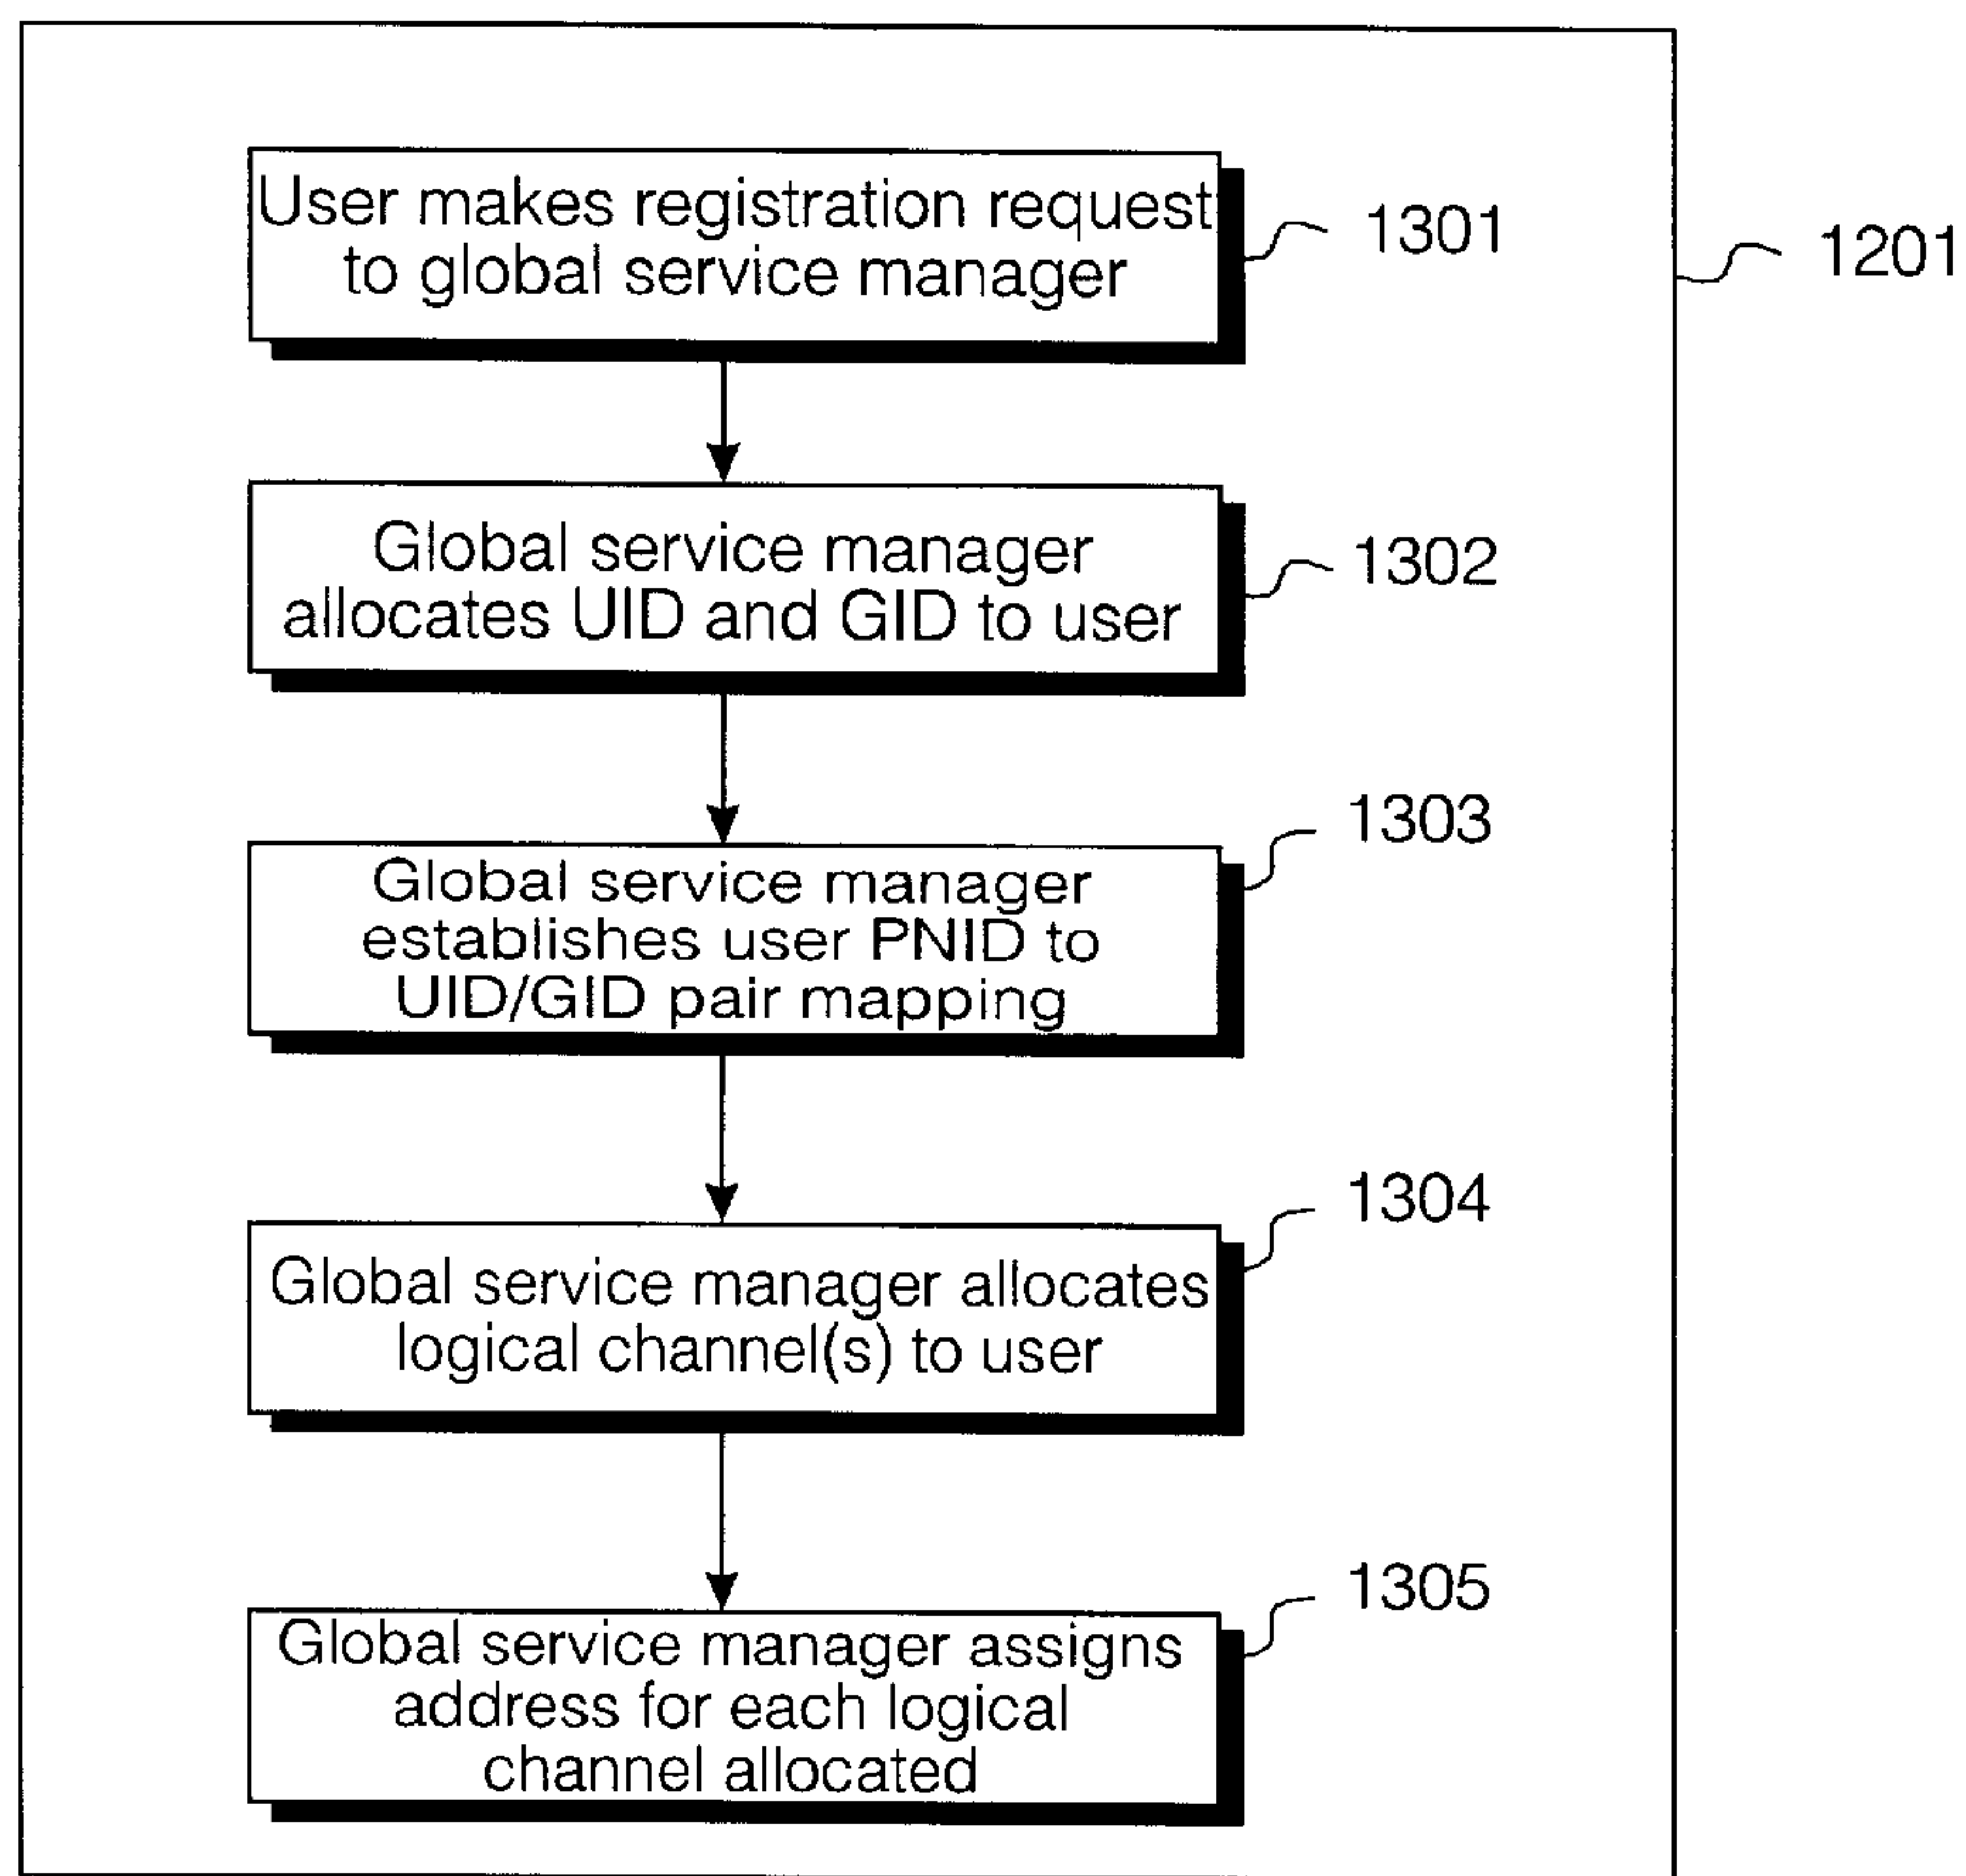 User makes registration request
to global service manager
1301
1201
Global service manager
allocates UID and GID to user
1302
Global service manager
establishes user PNID to
UID/GID pair mapping
1303
Global service manager allocates
logical channel(s) to user
1304
Global service manager assigns
address for each logical
channel allocated
1305